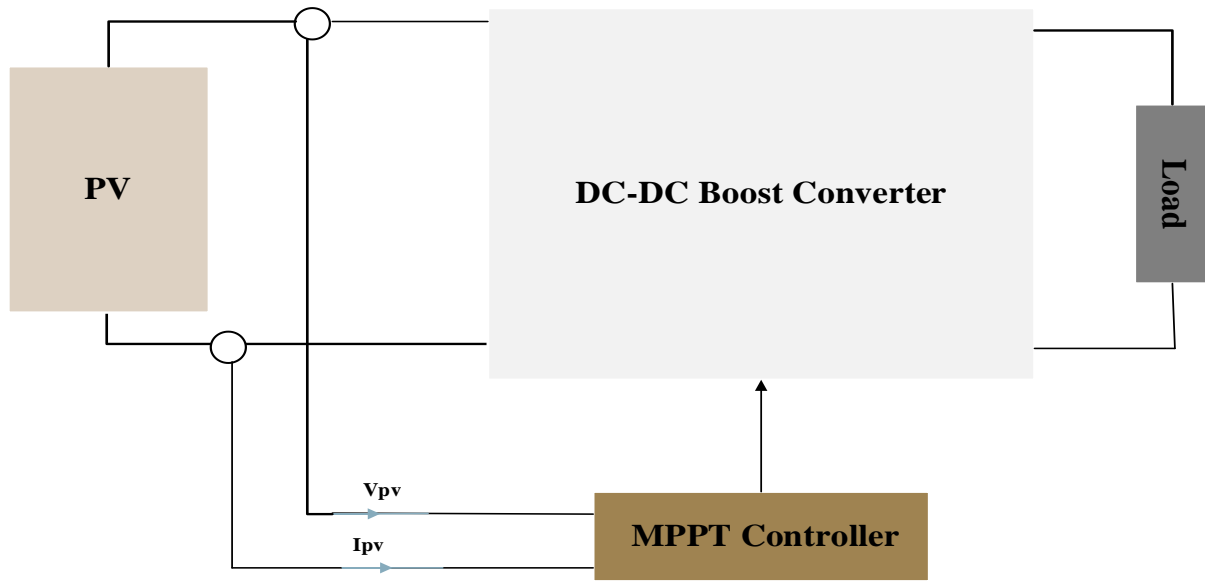 PV
DC-DC Boost Converter
Load
Vpv
Ipv
MPPT Controller